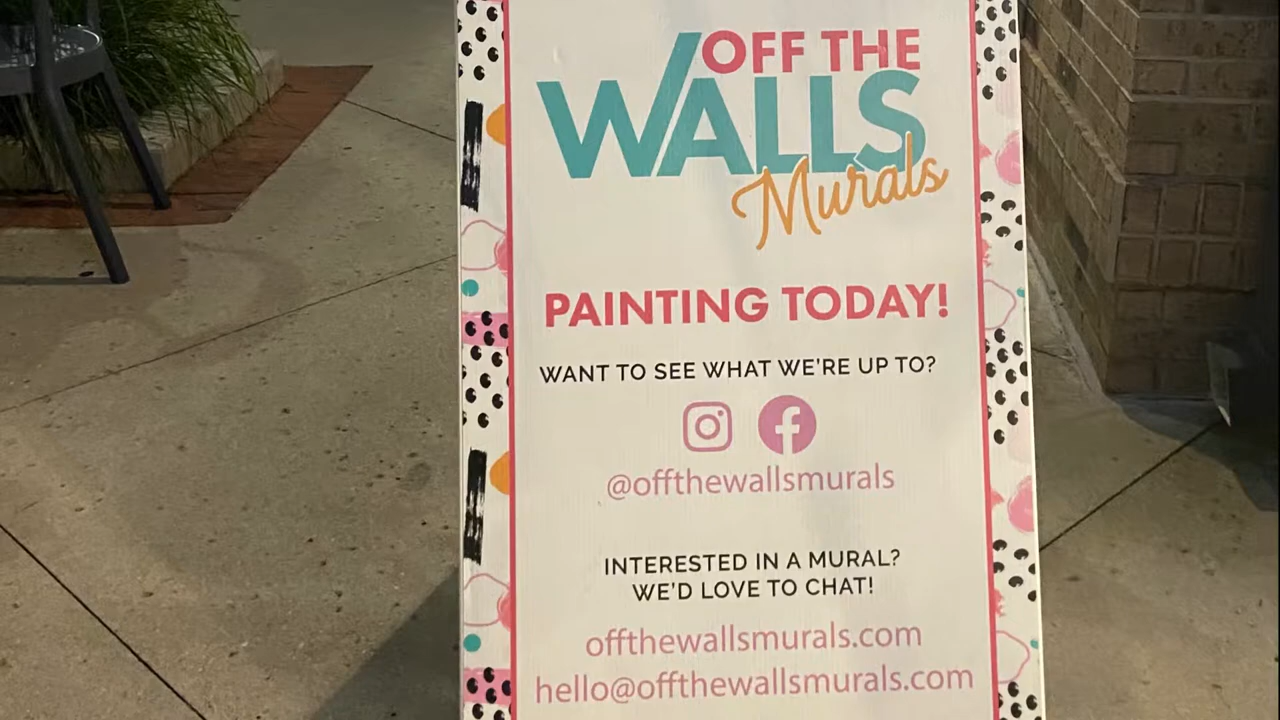 OFF THE
WALLS
Murals
PAINTING TODAY!
WANT TO SEE WHAT WE'RE UP TO?
@offthewallsmurals
INTERESTED IN A MURAL?
WE'D LOVE TO CHAT!
offthewallsmurals.com
hello@offthewallsmurals.com